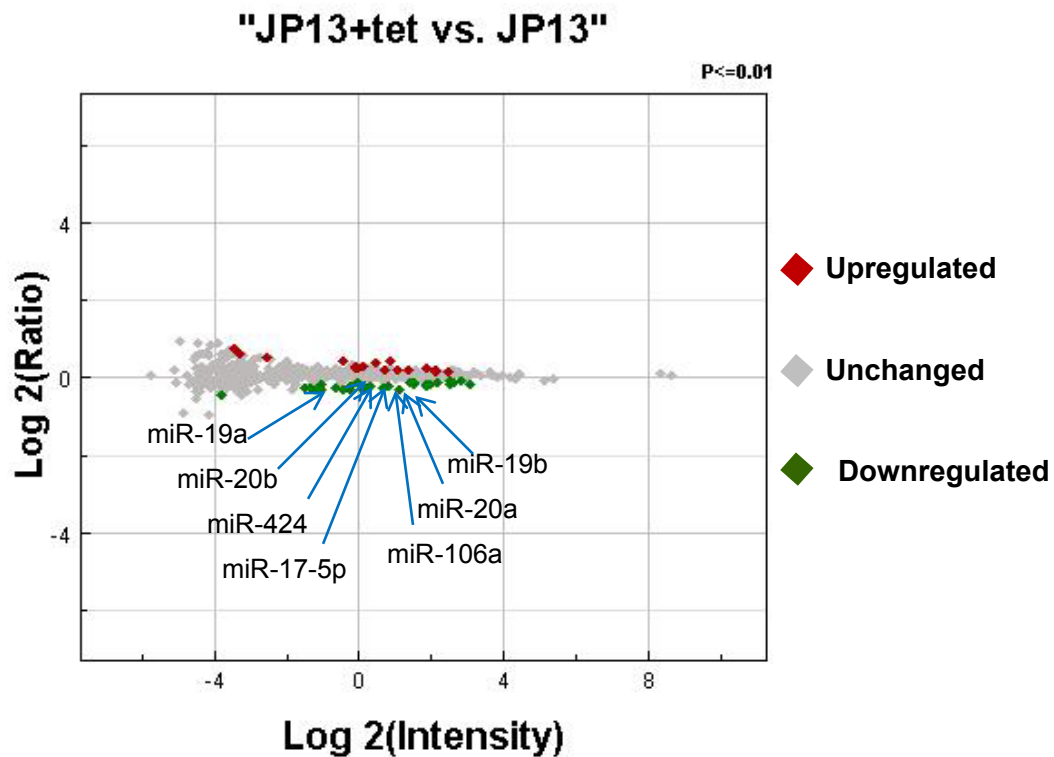 "JP13+tet vs. JP13"
P<=0.01
4
0
-4
Log 2(Ratio)
miR-19a
miR-20b
miR-424
miR-17-5p
miR-19b
miR-20a
miR-106a
-4
0
4
8
Log 2(Intensity)
Upregulated
Unchanged
Downregulated